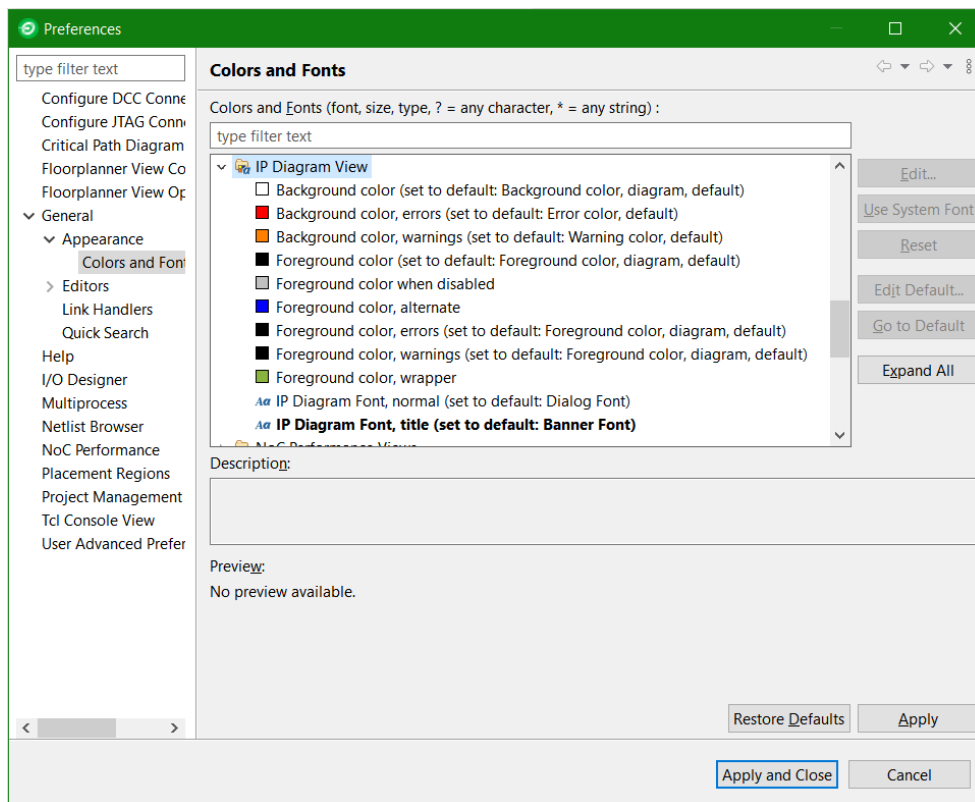 Preferences
type filter text
Configure DCC Conne
Configure JTAG Conn
Critical Path Diagram
Floorplanner View Co
Floorplanner View Op
General
Appearance
Colors and Font
Editors
Link Handlers
Quick Search
Help
I/O Designer
Multiprocess
Netlist Browser
NoC Performance
Placement Regions
Project Management
Tcl Console View
User Advanced Prefer
Colors and Fonts
Colors and Fonts (font, size, type, ? = any character, * = any string) :
type filter text
IP Diagram View
Background color (set to default: Background color, diagram, default)
Background color, errors (set to default: Error color, default)
Background color, warnings (set to default: Warning color, default)
Foreground color (set to default: Foreground color, diagram, default)
Foreground color when disabled
Foreground color, alternate
Foreground color, errors (set to default: Foreground color, diagram, default)
Foreground color, warnings (set to default: Foreground color, diagram, default)
Foreground color, wrapper
Aa IP Diagram Font, normal (set to default: Dialog Font)
Aa IP Diagram Font, title (set to default: Banner Font)
NoC Performance Views
Edit...
Use System Font
Reset
Edit Default...
Go to Default
Expand All
Description:
Preview:
No preview available.
Restore Defaults
Apply
Apply and Close
Cancel